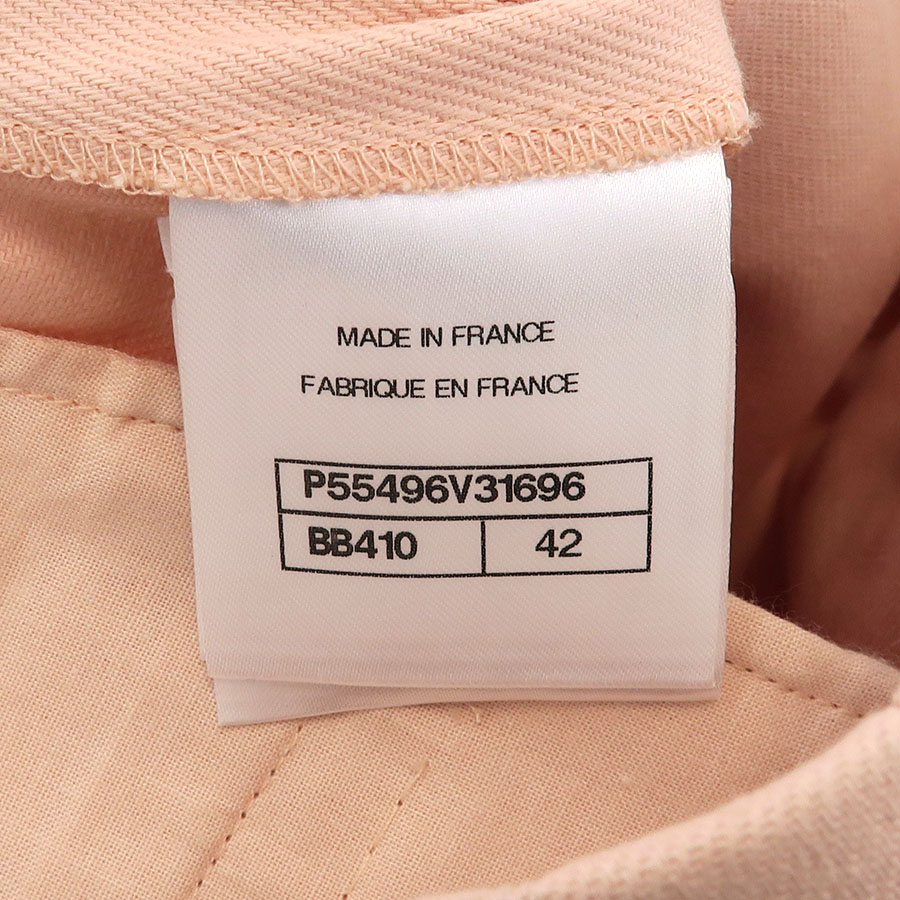 MADE IN FRANCE
FABRIQUE EN FRANCE
P55496V31696
BB410 42